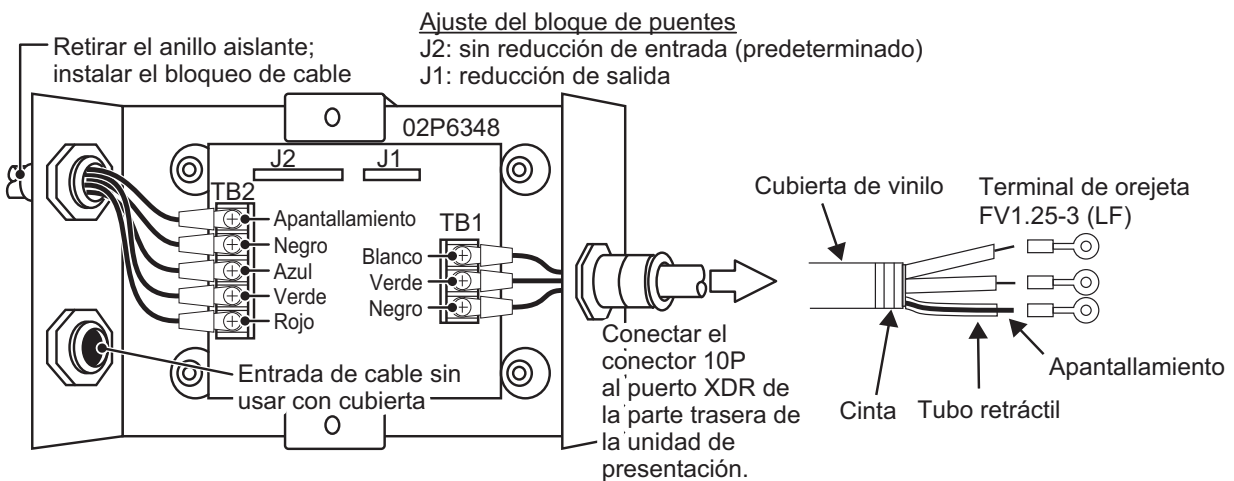 Ajuste del bloque de puentes
J2: sin reducción de entrada (predeterminado)
J1: reducción de salida
Retirar el anillo aislante;
instalar el bloqueo de cable
02P6348
J2
J1
TB2
Apantallamiento
Negro
Azul
Verde
Rojo
TB1
Blanco
Verde
Negro
Entrada de cable sin
usar con cubierta
Conectar el
conector 10P
al puerto XDR de
la parte trasera de
la unidad de
presentación.
Cubierta de vinilo
Terminal de orejeta
FV1.25-3 (LF)
Apantallamiento
Cinta
Tubo retráctil